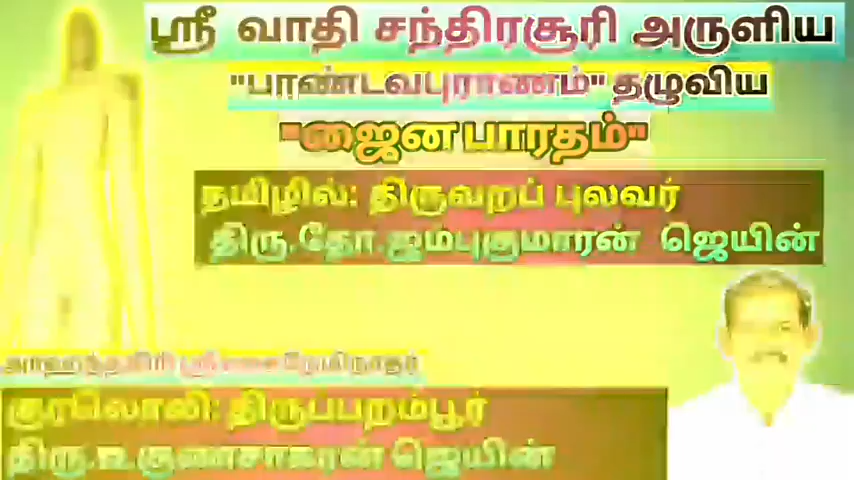 ஸ்ரீ வாதி சந்திரசூரி அருளிய
"பாண்டவபுராணம்" தழுவிய
"ஜைன பாரதம்"
தமிழில்: திருவறப் புலவர்
திரு.தோ.ஜம்புகுமாரன் ஜெயின்
குரலொலி: திருப்பறம்பூர்
திரு.உ.குணசாகரன் ஜெயின்